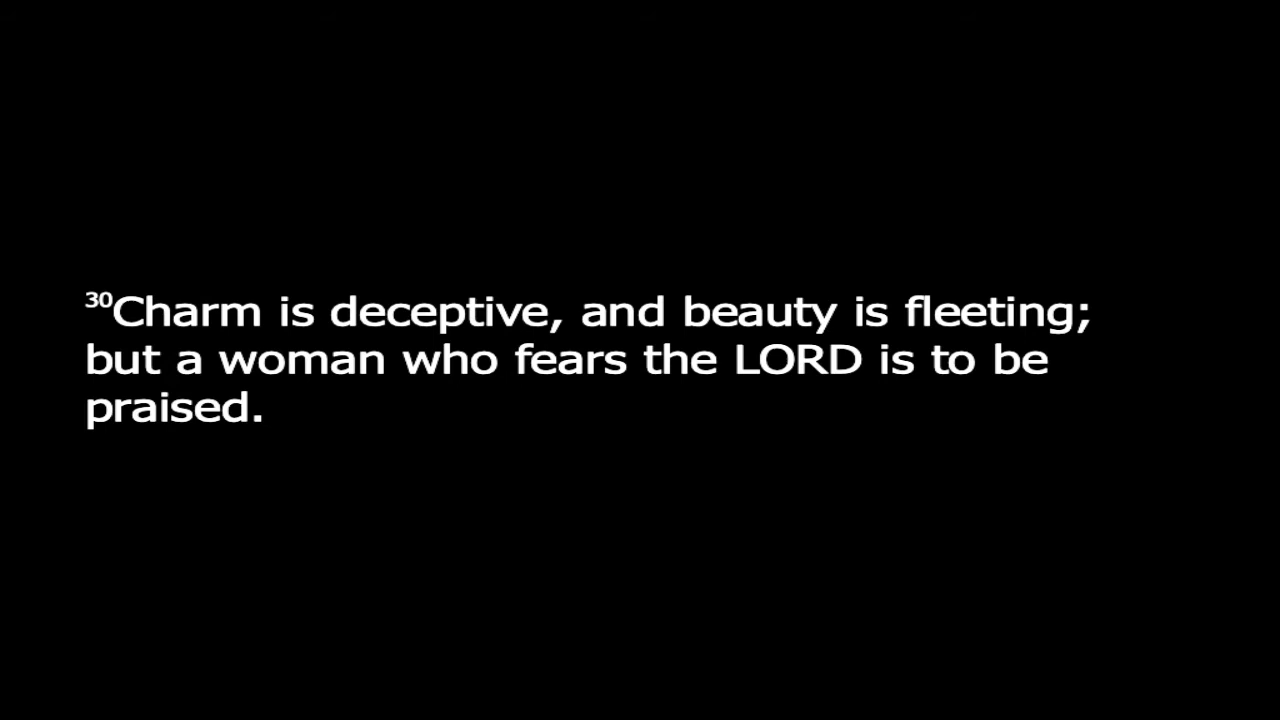 30Charm is deceptive, and beauty is fleeting;
but a woman who fears the LORD is to be
praised.